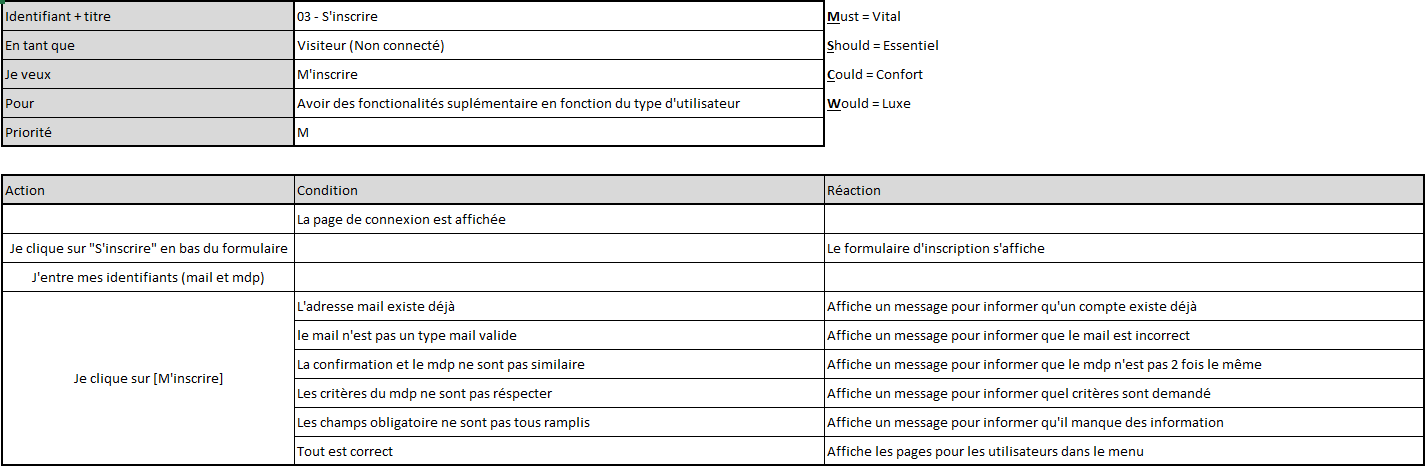 Identifiant + titre 03 - S'inscrire Must = Vital
En tant que Visiteur (Non connecté) Should = Essentiel
Je veux M'inscrire Could = Confort
Pour Avoir des fonctionalités suplémentaire en fonction du type d'utilisateur Would = Luxe
Priorité M
Action Condition Réaction
La page de connexion est affichée
Je clique sur "S'inscrire" en bas du formulaire Le formulaire d'inscription s'affiche
J'entre mes identifiants (mail et mdp)
L'adresse mail existe déjà Affiche un message pour informer qu'un compte existe déjà
le mail n'est pas un type mail valide Affiche un message pour informer que le mail est incorrect
La confirmation et le mdp ne sont pas similaire Affiche un message pour informer que le mdp n'est pas 2 fois le même
Je clique sur [M'inscrire]
Les critères du mdp ne sont pas réspecter Affiche un message pour informer quel critères sont demandé
Les champs obligatoire ne sont pas tous ramplis Affiche un message pour informer qu'il manque des information
Tout est correct Affiche les pages pour les utilisateurs dans le menu